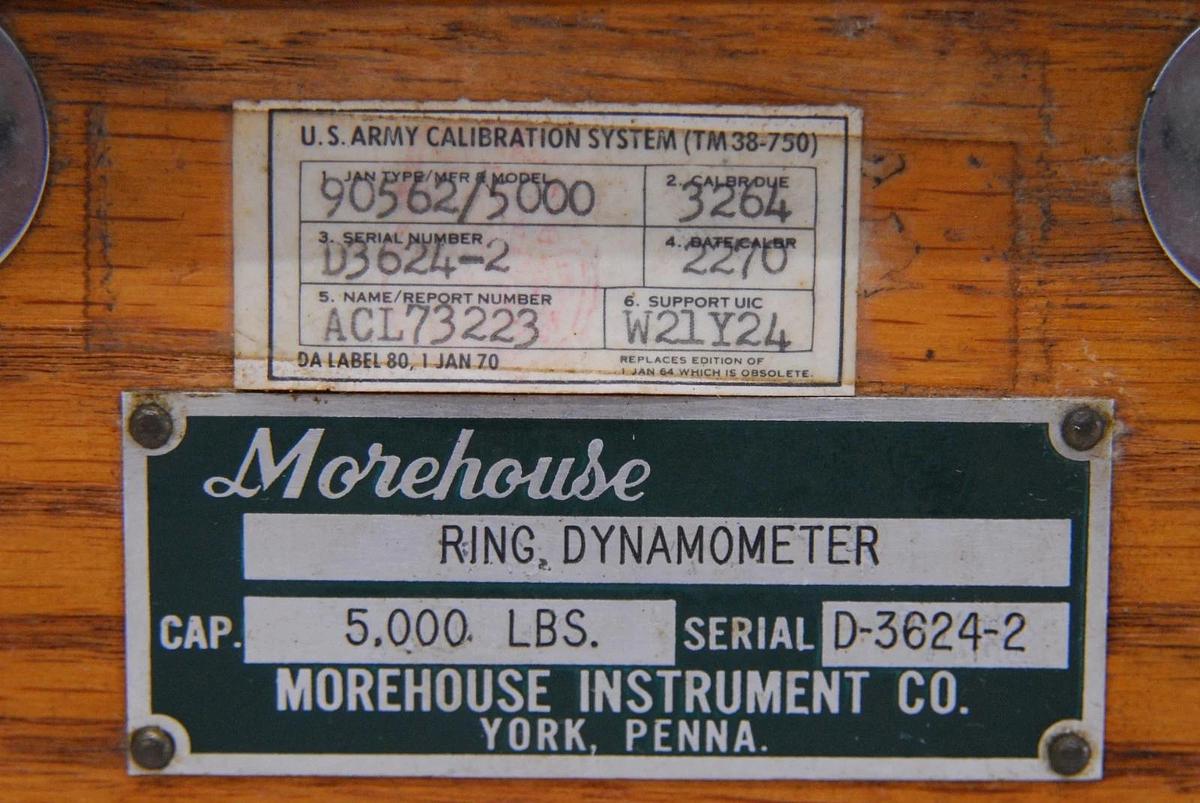 U.S. ARMY CALIBRATION SYSTEM (TM 38-750)
1. JAN TYPE/MFR & MODEL 2. CALBR DUE
90562/5000 3264
3. SERIAL NUMBER 4. DATE CALBR
D3624-2 2270
5. NAME/REPORT NUMBER 6. SUPPORT UIC
ACL73223 W21Y24
DA LABEL 80, 1 JAN 70 REPLACES EDITION OF
1 JAN 64 WHICH IS OBSOLETE.
Morehouse
RING DYNAMOMETER
CAP. 5,000 LBS. SERIAL D-3624-2
MOREHOUSE INSTRUMENT CO.
YORK, PENNA.